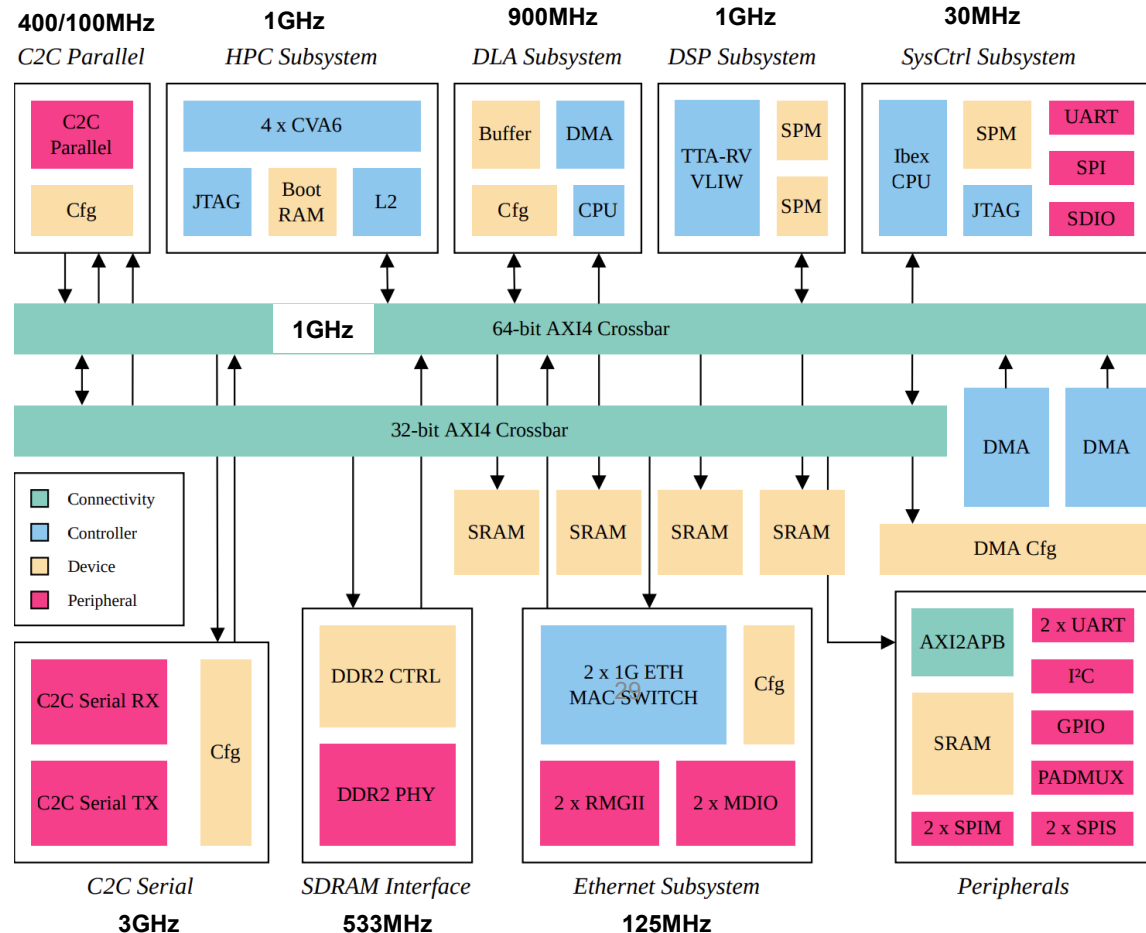 400/100MHz
1GHz
900MHz
1GHz
30MHz
C2C Parallel
HPC Subsystem
DLA Subsystem
DSP Subsystem
SysCtrl Subsystem
C2C
Parallel
Cfg
4 x CVA6
JTAG
Boot
RAM
L2
Buffer
DMA
Cfg
CPU
TTA-RV
VLIW
SPM
SPM
Ibex
CPU
SPM
JTAG
UART
SPI
SDIO
1GHz
64-bit AXI4 Crossbar
32-bit AXI4 Crossbar
DMA
DMA
Connectivity
Controller
Device
Peripheral
SRAM
SRAM
SRAM
SRAM
DMA Cfg
C2C Serial RX
C2C Serial TX
Cfg
DDR2 CTRL
DDR2 PHY
2 x 1G ETH
MAC SWITCH
29
Cfg
2 x RMGII
2 x MDIO
AXI2APB
SRAM
2 x SPIM
2 x UART
I²C
GPIO
PADMUX
2 x SPIS
C2C Serial
SDRAM Interface
Ethernet Subsystem
Peripherals
3GHz
533MHz
125MHz